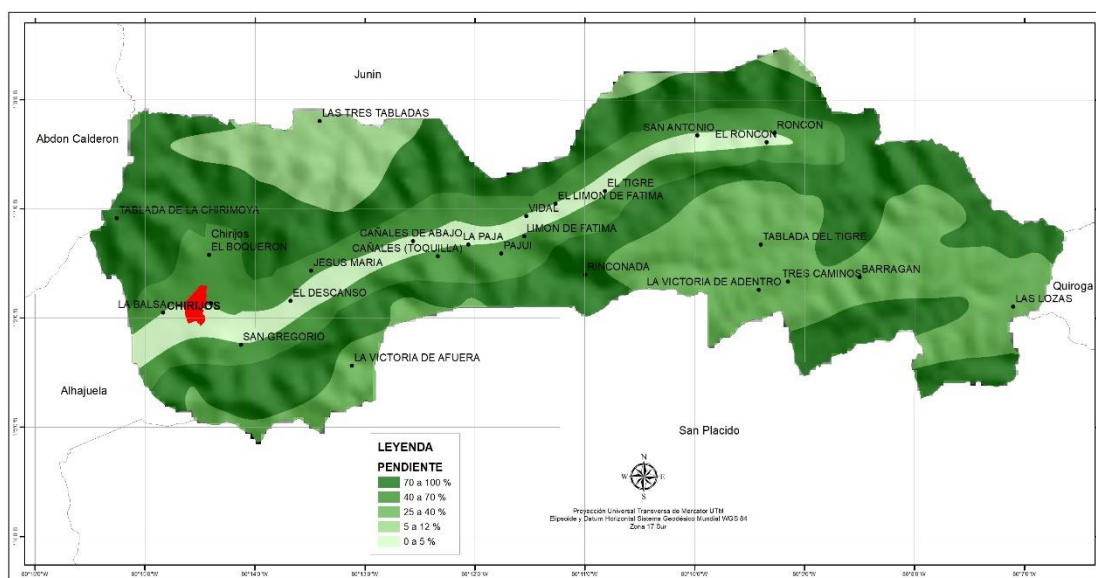 Junin
Abdon Calderon
LAS TRES TABLADAS
SAN ANTONIO
RONCON
EL RONCON
EL TIGRE
EL LIMON DE FATIMA
TABLADA DE LA CHIRIMOYA
VIDAL
Chirijos
EL BOQUERON
CAÑALES DE ABAJO
LA PAJA
LIMON DE FATIMA
CAÑALES (TOQUILLA)
PAJUI
TABLADA DEL TIGRE
JESUS MARIA
RINCONADA
TRES CAMINOS
BARRAGAN
LA VICTORIA DE ADENTRO
Quiroga
LA BALSA
CHIRIJOS
EL DESCANSO
LAS LOZAS
SAN GREGORIO
LA VICTORIA DE AFUERA
Alhajuela
San Placido
LEYENDA
PENDIENTE
70 a 100 %
40 a 70 %
25 a 40 %
5 a 12 %
0 a 5 %
N
W E
S
Proyección Universal Transversa de Mercator UTM
Elipsoide y Datum Horizontal Sistema Geodésico Mundial WGS 84
Zona 17 Sur